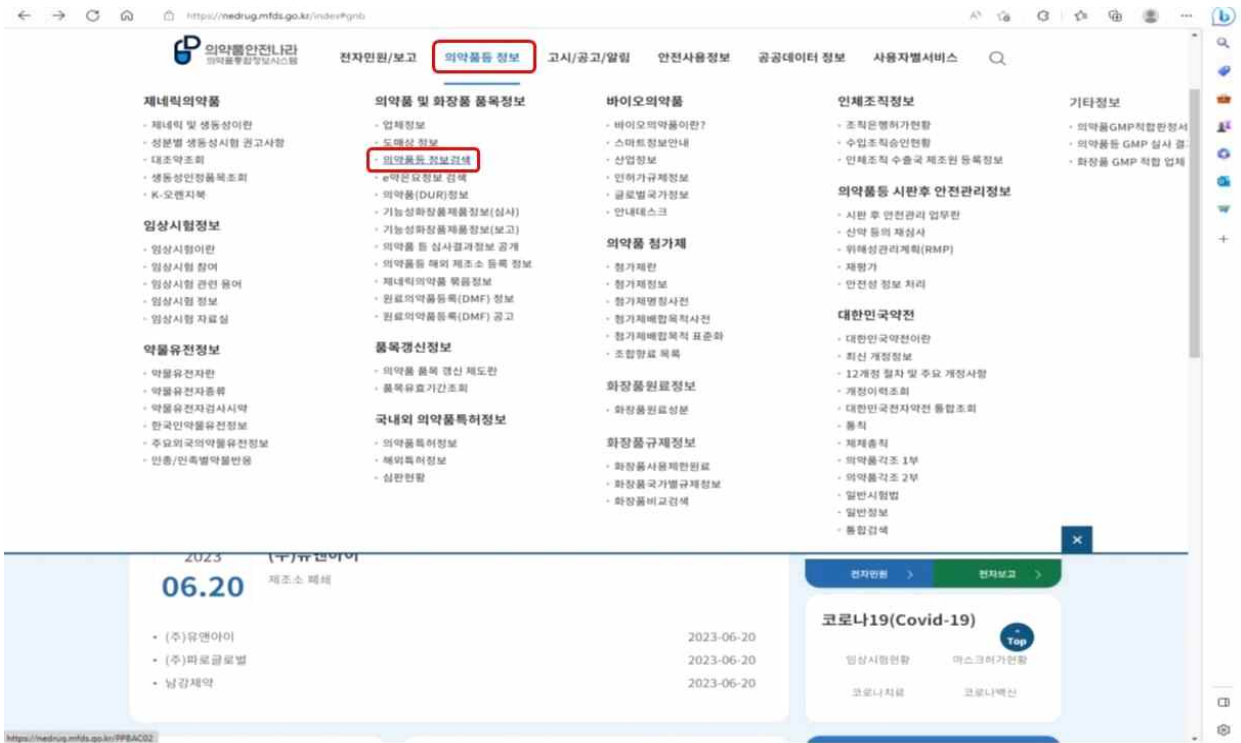 https://nedrug.mfds.go.kr/index#gnb
의약품안전나라
의약품통합정보시스템
전자민원/보고
의약품등 정보
고시/공고/알림
안전사용정보
공공데이터 정보
사용자별서비스
제네릭의약품
- 제네릭 및 생동성이란
- 성분별 생동성시험 권고사항
- 대조약조회
- 생동성인정품목조회
- K-오렌지북
임상시험정보
- 임상시험이란
- 임상시험 참여
- 임상시험 관련 용어
- 임상시험 정보
- 임상시험 자료실
약물유전정보
- 약물유전자란
- 약물유전자종류
- 약물유전자검사시약
- 한국인약물유전정보
- 주요외국의약물유전정보
- 인종/민족별약물반응
의약품 및 화장품 품목정보
- 업체정보
- 도매상 정보
- 의약품등 정보검색
- e약은요정보 검색
- 의약품(DUR)정보
- 기능성화장품제품정보(심사)
- 기능성화장품제품정보(보고)
- 의약품 등 심사결과정보 공개
- 의약품등 해외 제조소 등록 정보
- 제네릭의약품 묶음정보
- 원료의약품등록(DMF) 정보
- 원료의약품등록(DMF) 공고
품목갱신정보
- 의약품 품목 갱신 제도란
- 품목유효기간조회
국내외 의약품특허정보
- 의약품특허정보
- 해외특허정보
- 심판현황
바이오의약품
- 바이오의약품이란?
- 스마트정보안내
- 산업정보
- 인허가규제정보
- 글로벌국가정보
- 안내데스크
의약품 첨가제
- 첨가제란
- 첨가제정보
- 첨가제명칭사전
- 첨가제배합목적사전
- 첨가제배합목적 표준화
- 조합향료 목록
화장품원료정보
- 화장품원료성분
화장품규제정보
- 화장품사용제한원료
- 화장품국가별규제정보
- 화장품비교검색
인체조직정보
- 조직은행허가현황
- 수입조직승인현황
- 인체조직 수출국 제조원 등록정보
의약품등 시판후 안전관리정보
- 시판 후 안전관리 업무란
- 신약 등의 재심사
- 위해성관리계획(RMP)
- 재평가
- 안전성 정보 처리
대한민국약전
- 대한민국약전이란
- 최신 개정정보
- 12개정 절차 및 주요 개정사항
- 개정이력조회
- 대한민국전자약전 통합조회
- 통칙
- 제제총칙
- 의약품각조 1부
- 의약품각조 2부
- 일반시험법
- 일반정보
- 통합검색
기타정보
- 의약품GMP적합판정서
- 의약품등 GMP 실사 결
- 화장품 GMP 적합 업체
2023
06.20
(주)유앤아이
제조소 폐쇄
• (주)유앤아이 2023-06-20
• (주)파로글로벌 2023-06-20
• 남강제약 2023-06-20
전자민원
전자보고
코로나19(Covid-19)
Top
임상시험현황
마스크허가현황
코로나치료
코로나백신
https://nedrug.mfds.go.kr/PPBAC02